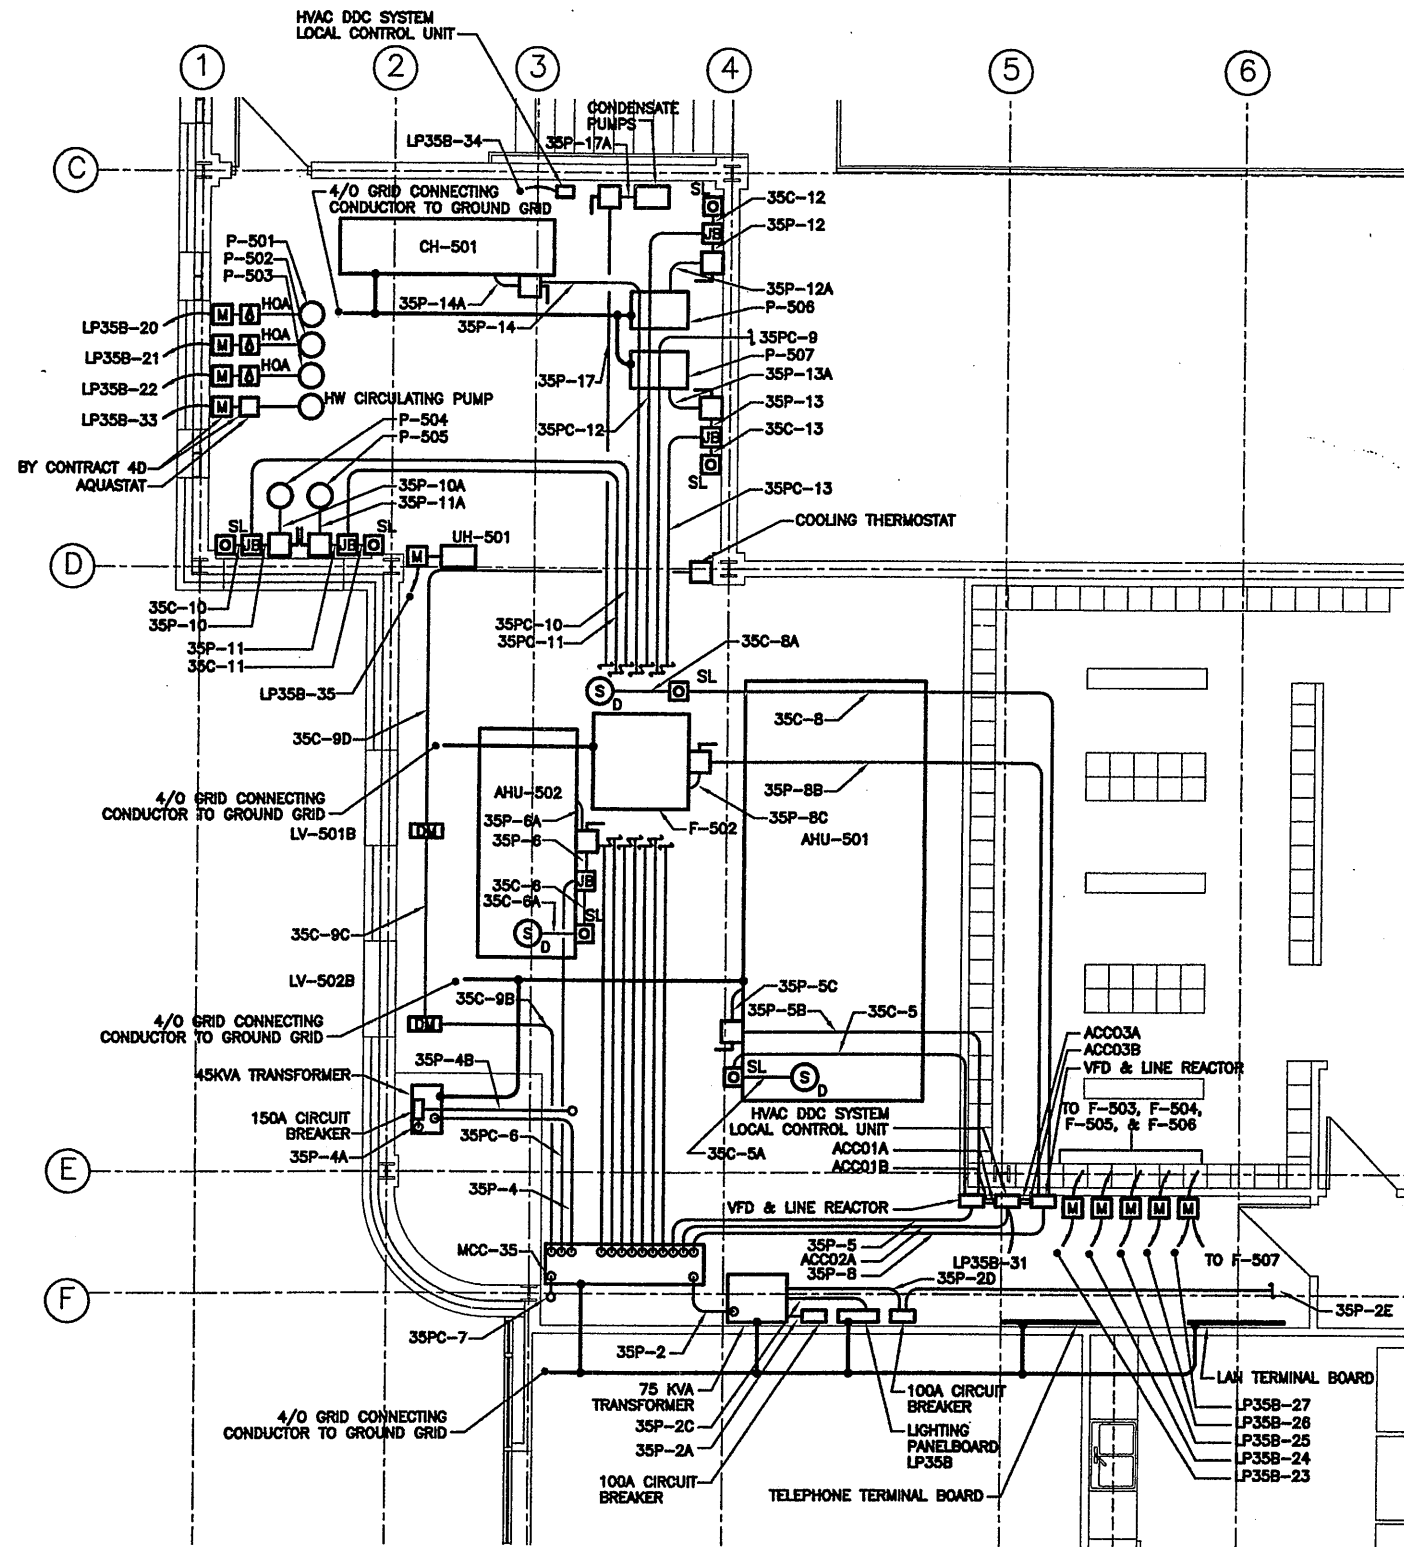 HVAC DDC SYSTEM
LOCAL CONTROL UNIT
1
2
3
4
5
6
CONDENSATE
PUMPS
LP35B-34
35P-17A
C
4/0 GRID CONNECTING
CONDUCTOR TO GROUND GRID
SL
35C-12
35P-12
JB
CH-501
P-501
P-502
P-503
35P-12A
P-506
35P-14A
35P-14
HOA
M
LP35B-20
HOA
M
LP35B-21
HOA
M
LP35B-22
M
LP35B-33
HW CIRCULATING PUMP
35PC-9
P-507
35P-13A
35P-17
35P-13
35PC-12
35C-13
JB
SL
P-504
P-505
BY CONTRACT 4D
AQUASTAT
35P-10A
35P-11A
35PC-13
COOLING THERMOSTAT
SL
JB
JB
SL
UH-501
M
D
35C-10
35P-10
35P-11
35C-11
35PC-10
35PC-11
35C-8A
LP35B-35
S
D
SL
35C-8
35C-9D
4/0 GRID CONNECTING
CONDUCTOR TO GROUND GRID
AHU-502
35P-8B
35P-8C
35P-6A
F-502
AHU-501
LV-501B
DM
35P-6
35C-6
JB
35C-6A
SL
S
D
35C-9C
LV-502B
35C-9B
35P-5C
35P-5B
35C-5
4/0 GRID CONNECTING
CONDUCTOR TO GROUND GRID
DM
ACC03A
ACC03B
VFD & LINE REACTOR
35P-4B
45KVA TRANSFORMER
SL
S
D
150A CIRCUIT
BREAKER
35P-4A
HVAC DDC SYSTEM
LOCAL CONTROL UNIT
TO F-503, F-504,
F-505, & F-506
35PC-6
35C-5A
ACC01A
ACC01B
E
35P-4
VFD & LINE REACTOR
M
M
M
M
M
MCC-35
35P-5
ACC02A
35P-8
LP35B-31
TO F-507
35P-2D
F
35P-2E
35PC-7
35P-2
75 KVA
TRANSFORMER
100A CIRCUIT
BREAKER
LAN TERMINAL BOARD
4/0 GRID CONNECTING
CONDUCTOR TO GROUND GRID
35P-2C
35P-2A
LIGHTING
PANELBOARD
LP35B
LP35B-27
LP35B-26
LP35B-25
LP35B-24
LP35B-23
100A CIRCUIT
BREAKER
TELEPHONE TERMINAL BOARD